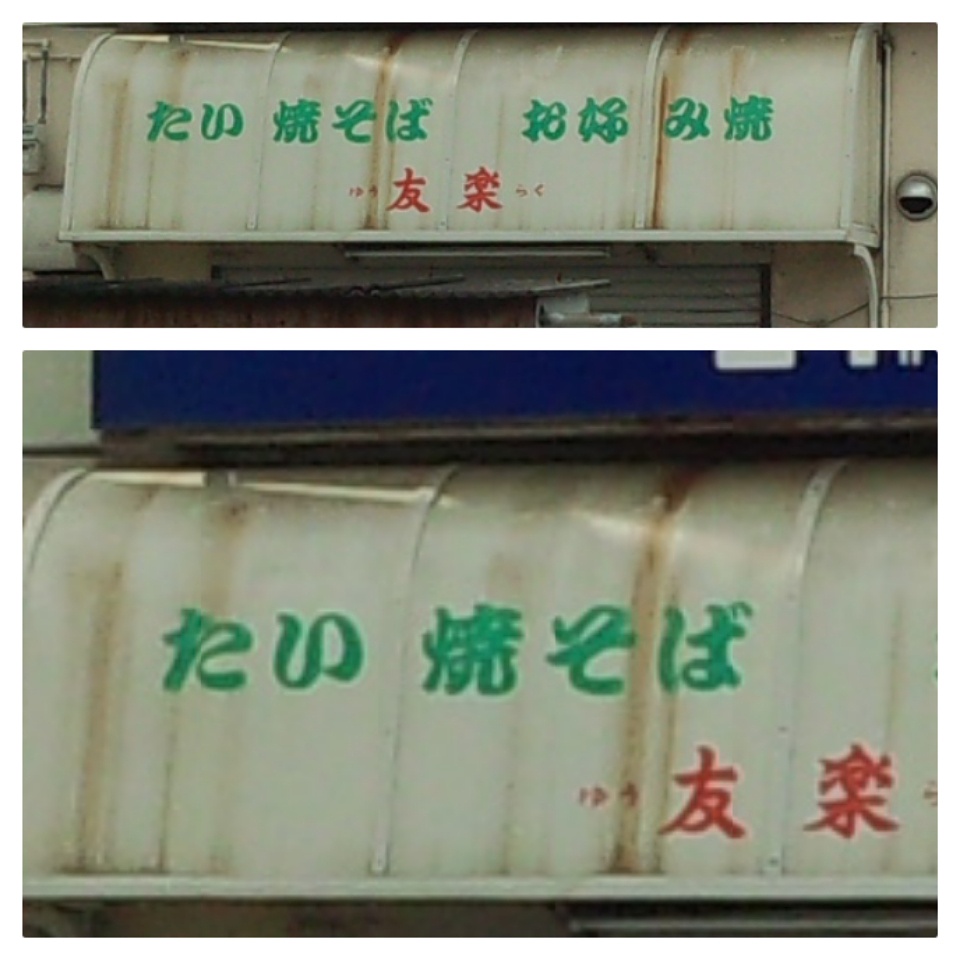 たい 焼そば お好み焼
ゆう 友 楽 らく
たい 焼そば
ゆう 友 楽 ら